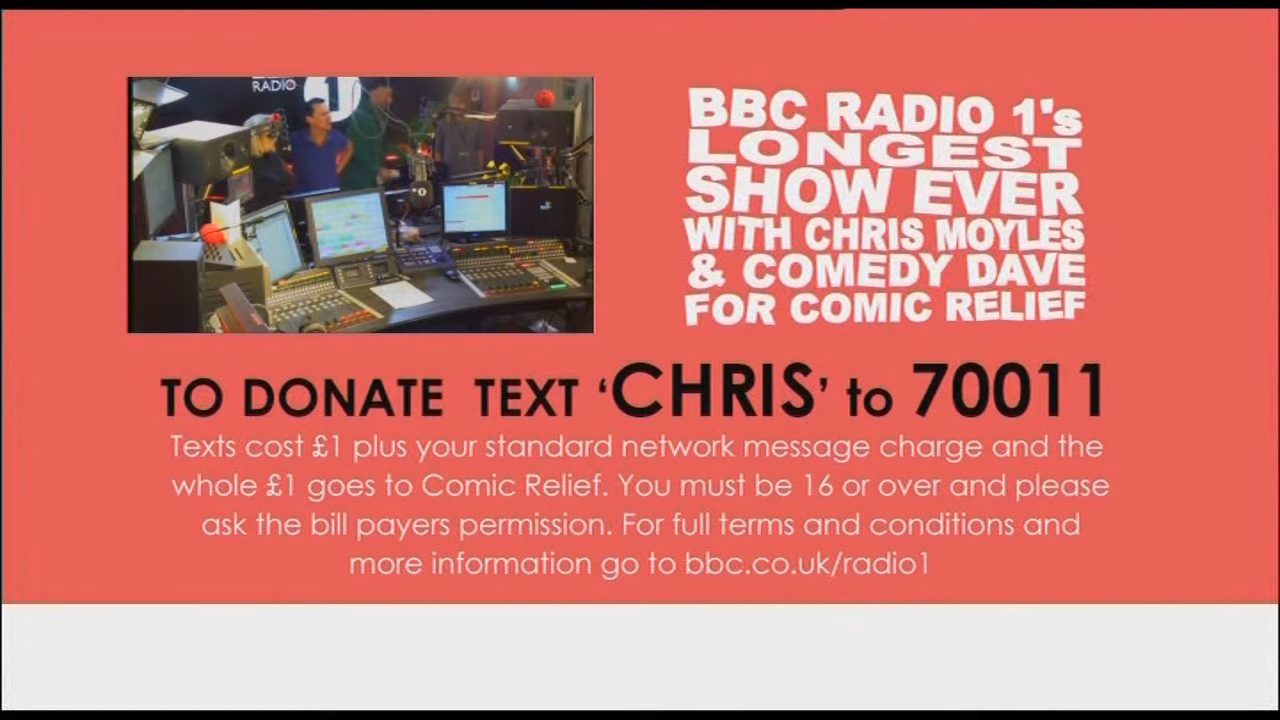 RADIO
1
BBC RADIO 1's
LONGEST
SHOW EVER
WITH CHRIS MOYLES
& COMEDY DAVE
FOR COMIC RELIEF
TO DONATE TEXT ‘CHRIS’ to 70011
Texts cost £1 plus your standard network message charge and the
whole £1 goes to Comic Relief. You must be 16 or over and please
ask the bill payers permission. For full terms and conditions and
more information go to bbc.co.uk/radio1